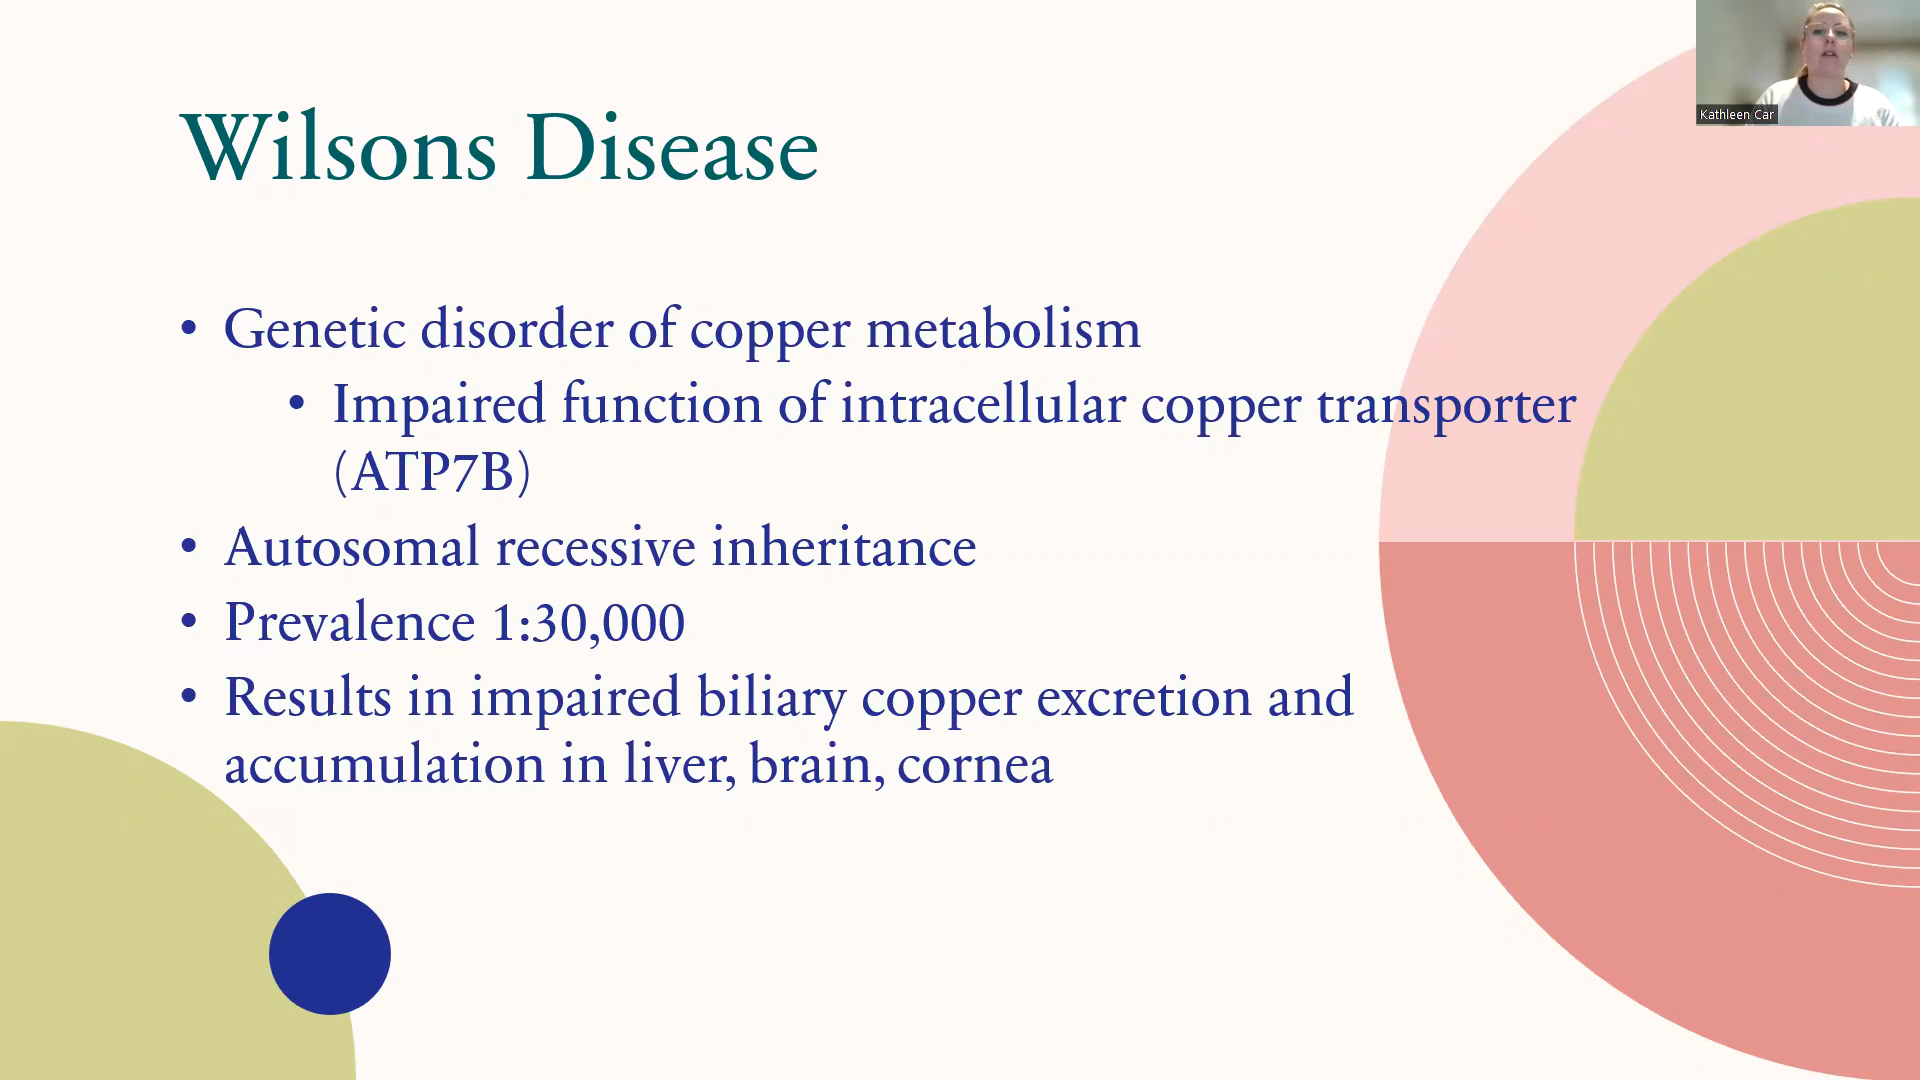 Kathleen Car
Wilsons Disease
• Genetic disorder of copper metabolism
• Impaired function of intracellular copper transporter
(ATP7B)
• Autosomal recessive inheritance
• Prevalence 1:30,000
• Results in impaired biliary copper excretion and
accumulation in liver, brain, cornea